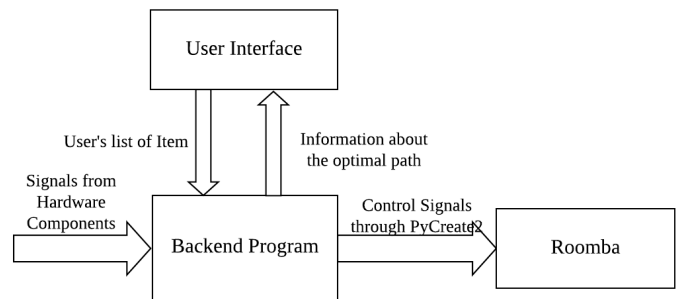 User Interface
User's list of Item
Information about
the optimal path
Signals from
Hardware
Components
Backend Program
Control Signals
through PyCreate2
Roomba